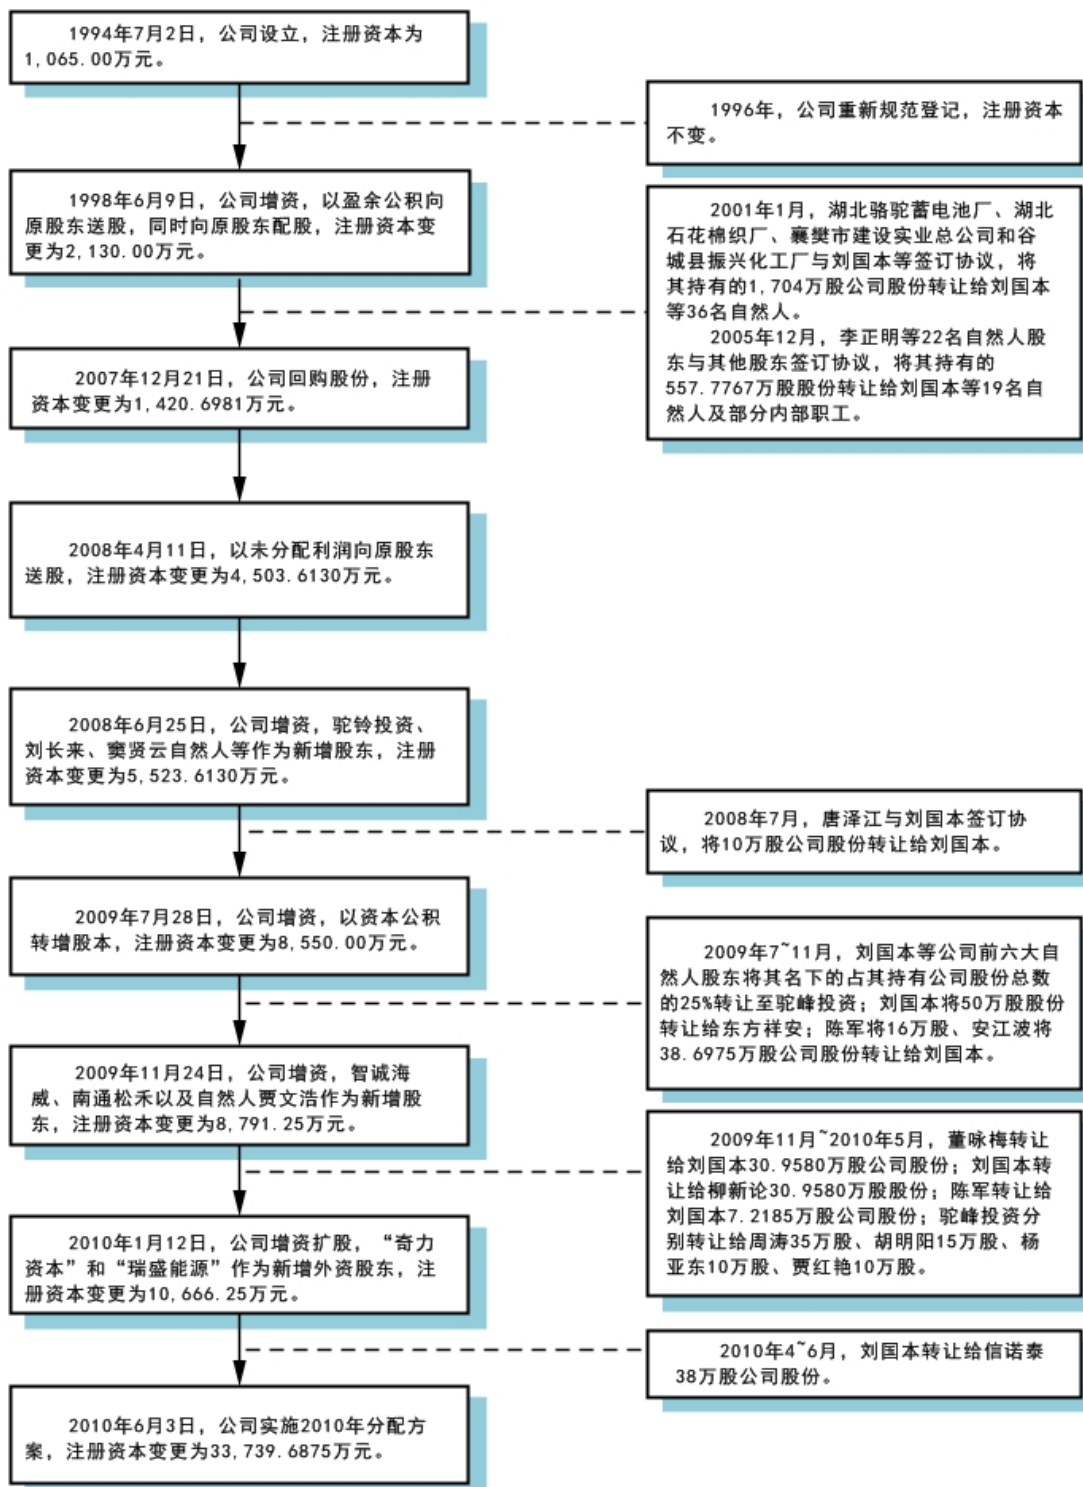 1994年7月2日，公司设立，注册资本为
1,065.00万元。
1996年，公司重新规范登记，注册资本
不变。
1998年6月9日，公司增资，以盈余公积向
原股东送股，同时向原股东配股，注册资本变
更为2,130.00万元。
2001年1月，湖北骆驼蓄电池厂、湖北
石花棉织厂、襄樊市建设实业总公司和谷
城县振兴化工厂与刘国本等签订协议，将
其持有的1,704万股公司股份转让给刘国本
等36名自然人。
2005年12月，李正明等22名自然人股
东与其他股东签订协议，将其持有的
557.7767万股股份转让给刘国本等19名自
然人及部分内部职工。
2007年12月21日，公司回购股份，注册
资本变更为1,420.6981万元。
2008年4月11日，以未分配利润向原股东
送股，注册资本变更为4,503.6130万元。
2008年6月25日，公司增资，驼铃投资、
刘长来、窦贤云自然人等作为新增股东，注册
资本变更为5,523.6130万元。
2008年7月，唐泽江与刘国本签订协
议，将10万股公司股份转让给刘国本。
2009年7月28日，公司增资，以资本公积
转增股本，注册资本变更为8,550.00万元。
2009年7~11月，刘国本等公司前六大自
然人股东将其名下的占其持有公司股份总数
的25%转让至驼峰投资；刘国本将50万股股份
转让给东方祥安；陈军将16万股、安江波将
38.6975万股公司股份转让给刘国本。
2009年11月24日，公司增资，智诚海
威、南通松禾以及自然人贾文浩作为新增股
东，注册资本变更为8,791.25万元。
2009年11月~2010年5月，董咏梅转让
给刘国本30.9580万股公司股份；刘国本转
让给柳新论30.9580万股股份；陈军转让给
刘国本7.2185万股公司股份；驼峰投资分
别转让给周涛35万股、胡明阳15万股、杨
亚东10万股、贾红艳10万股。
2010年1月12日，公司增资扩股，“奇力
资本”和“瑞盛能源”作为新增外资股东，注
册资本变更为10,666.25万元。
2010年4~6月，刘国本转让给信诺泰
38万股公司股份。
2010年6月3日，公司实施2010年分配方
案，注册资本变更为33,739.6875万元。